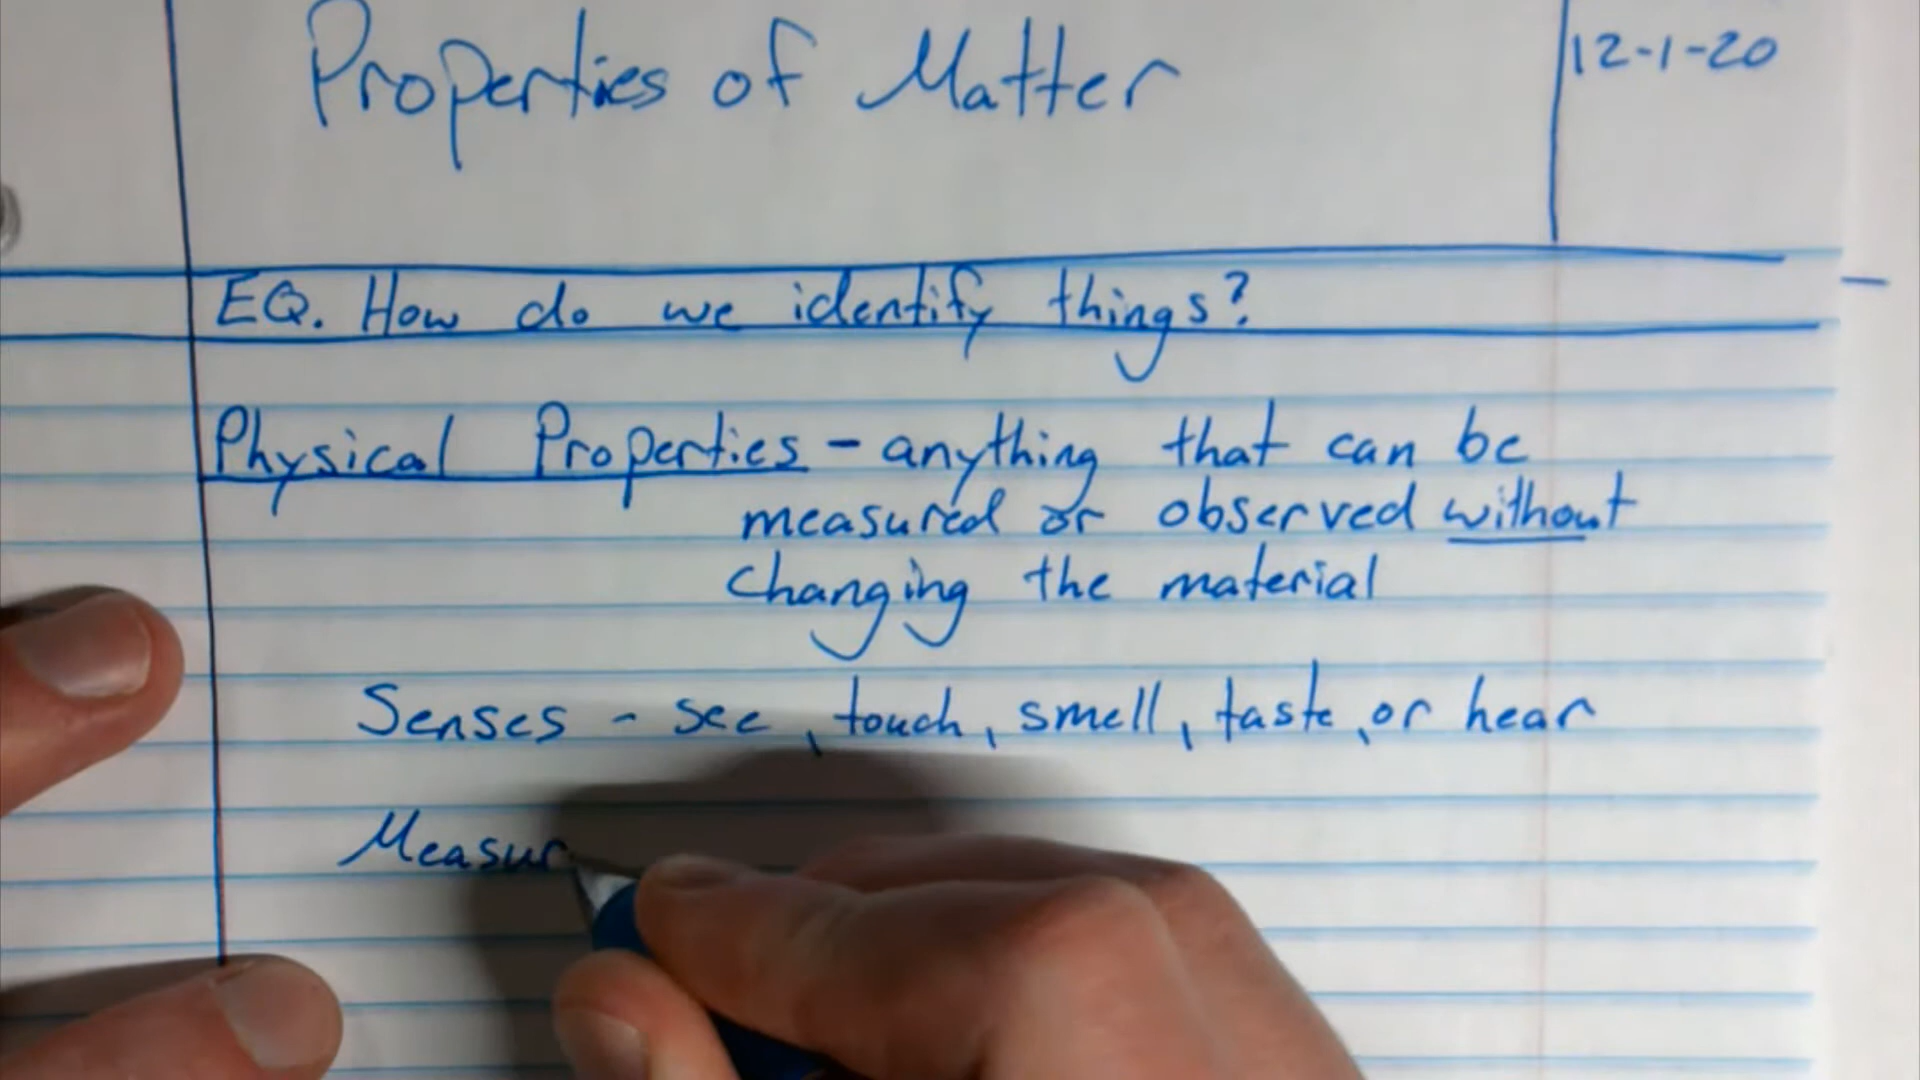 Properties of Matter
12-1-20
EQ. How do we identify things?
Physical Properties - anything that can be
measured or observed without
changing the material
Senses - see, touch, smell, taste, or hear
Measur